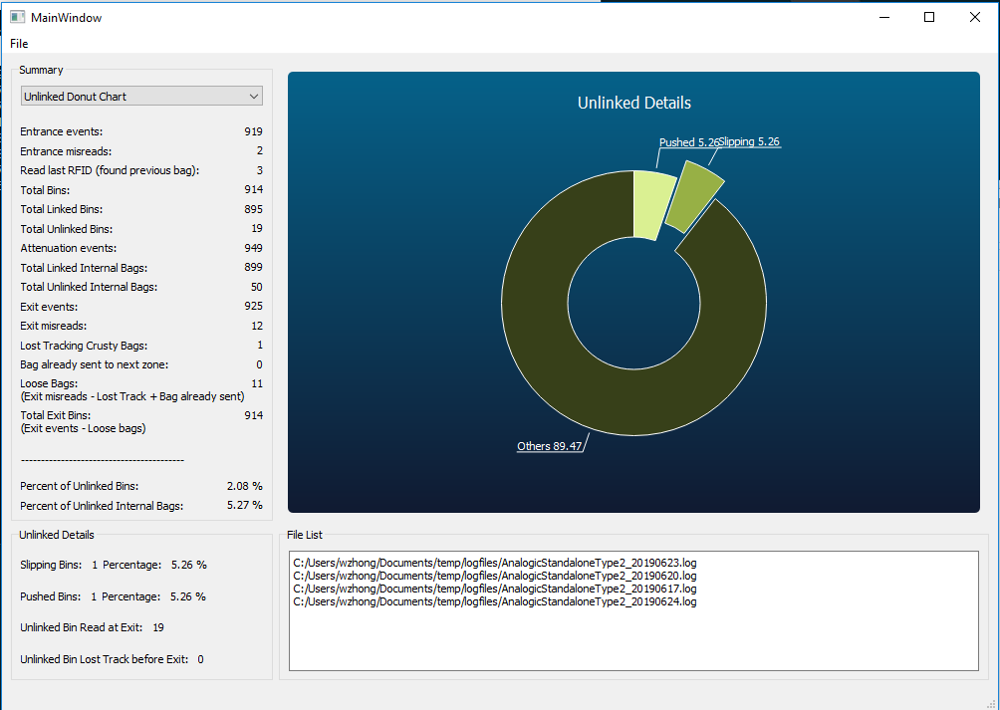 MainWindow
File
Summary
Unlinked Donut Chart
Entrance events: 919
Entrance misreads: 2
Read last RFID (found previous bag): 3
Total Bins: 914
Total Linked Bins: 895
Total Unlinked Bins: 19
Attenuation events: 949
Total Linked Internal Bags: 899
Total Unlinked Internal Bags: 50
Exit events: 925
Exit misreads: 12
Lost Tracking Crusty Bags: 1
Bag already sent to next zone: 0
Loose Bags: 11
(Exit misreads - Lost Track + Bag already sent)
Total Exit Bins: 914
(Exit events - Loose bags)
-----------------------------------------
Percent of Unlinked Bins: 2.08 %
Percent of Unlinked Internal Bags: 5.27 %
Unlinked Details
Pushed 5.26
Slipping 5.26
Others 89.47
Unlinked Details
Slipping Bins: 1 Percentage: 5.26 %
Pushed Bins: 1 Percentage: 5.26 %
Unlinked Bin Read at Exit: 19
Unlinked Bin Lost Track before Exit: 0
File List
C:/Users/wzhong/Documents/temp/logfiles/AnalogicStandaloneType2_20190623.log
C:/Users/wzhong/Documents/temp/logfiles/AnalogicStandaloneType2_20190620.log
C:/Users/wzhong/Documents/temp/logfiles/AnalogicStandaloneType2_20190617.log
C:/Users/wzhong/Documents/temp/logfiles/AnalogicStandaloneType2_20190624.log